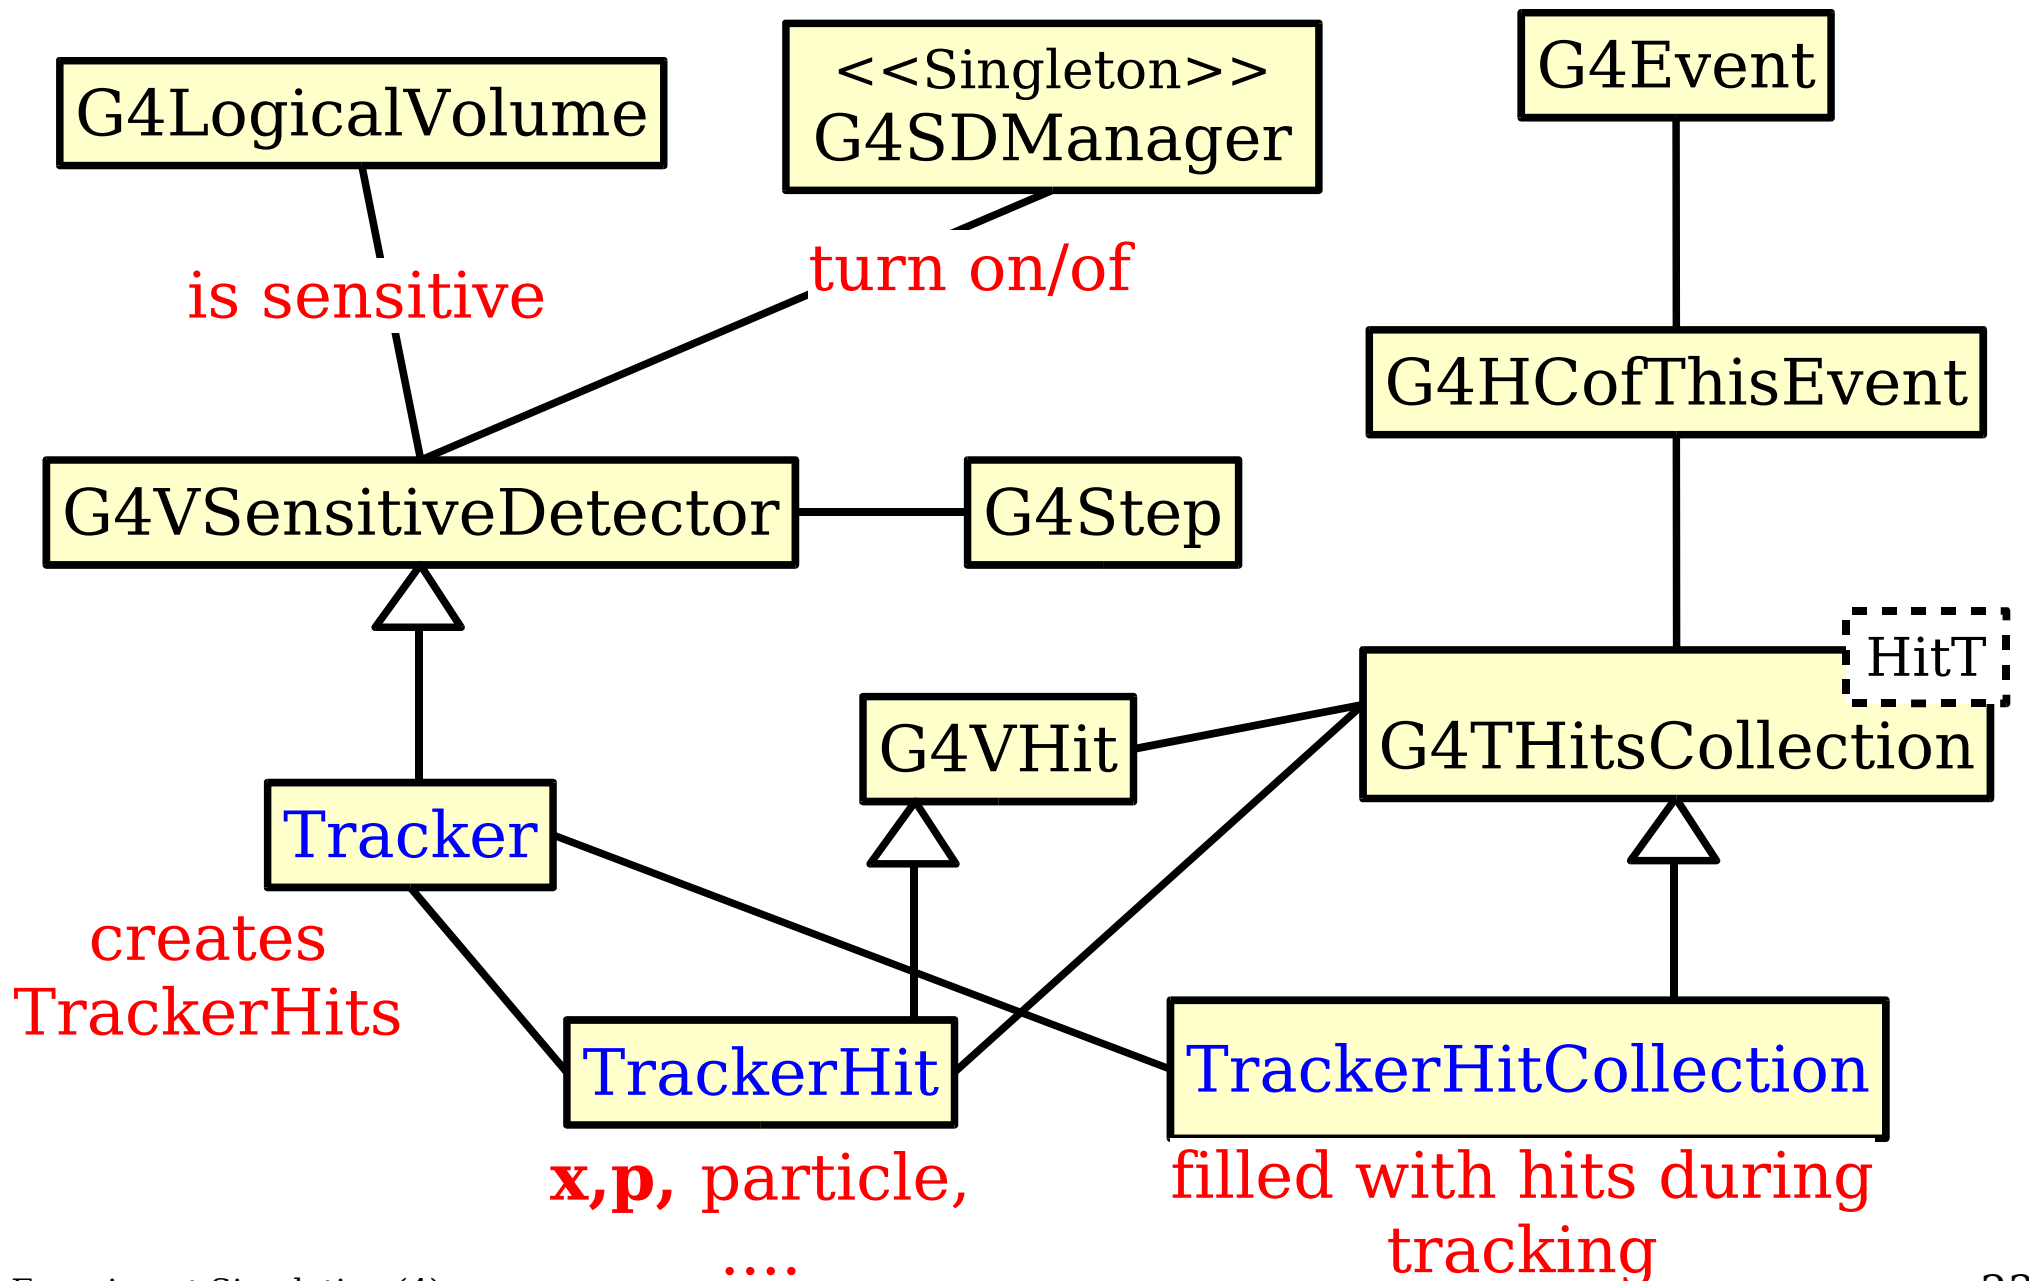 G4LogicalVolume
<<Singleton>>
G4SDManager
G4Event
is sensitive
turn on/of
G4HCofThisEvent
G4VSensitiveDetector
G4Step
HitT
G4VHit
G4THitsCollection
Tracker
creates
TrackerHits
TrackerHit
TrackerHitCollection
x,p, particle,
....
filled with hits during
tracking